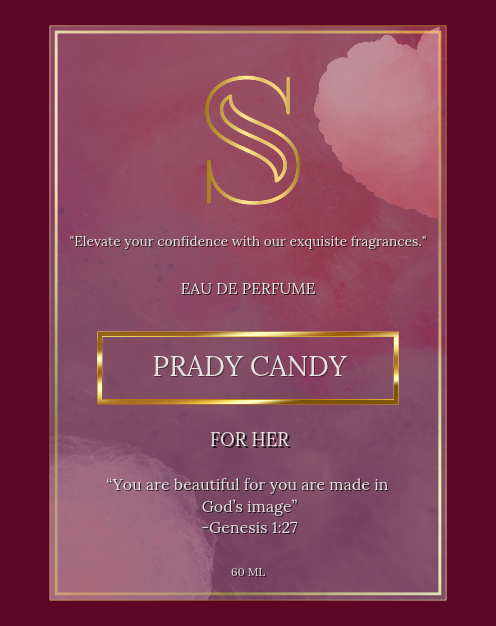 S
"Elevate your confidence with our exquisite fragrances."
EAU DE PERFUME
PRADY CANDY
FOR HER
“You are beautiful for you are made in
God’s image”
-Genesis 1:27
60 ML